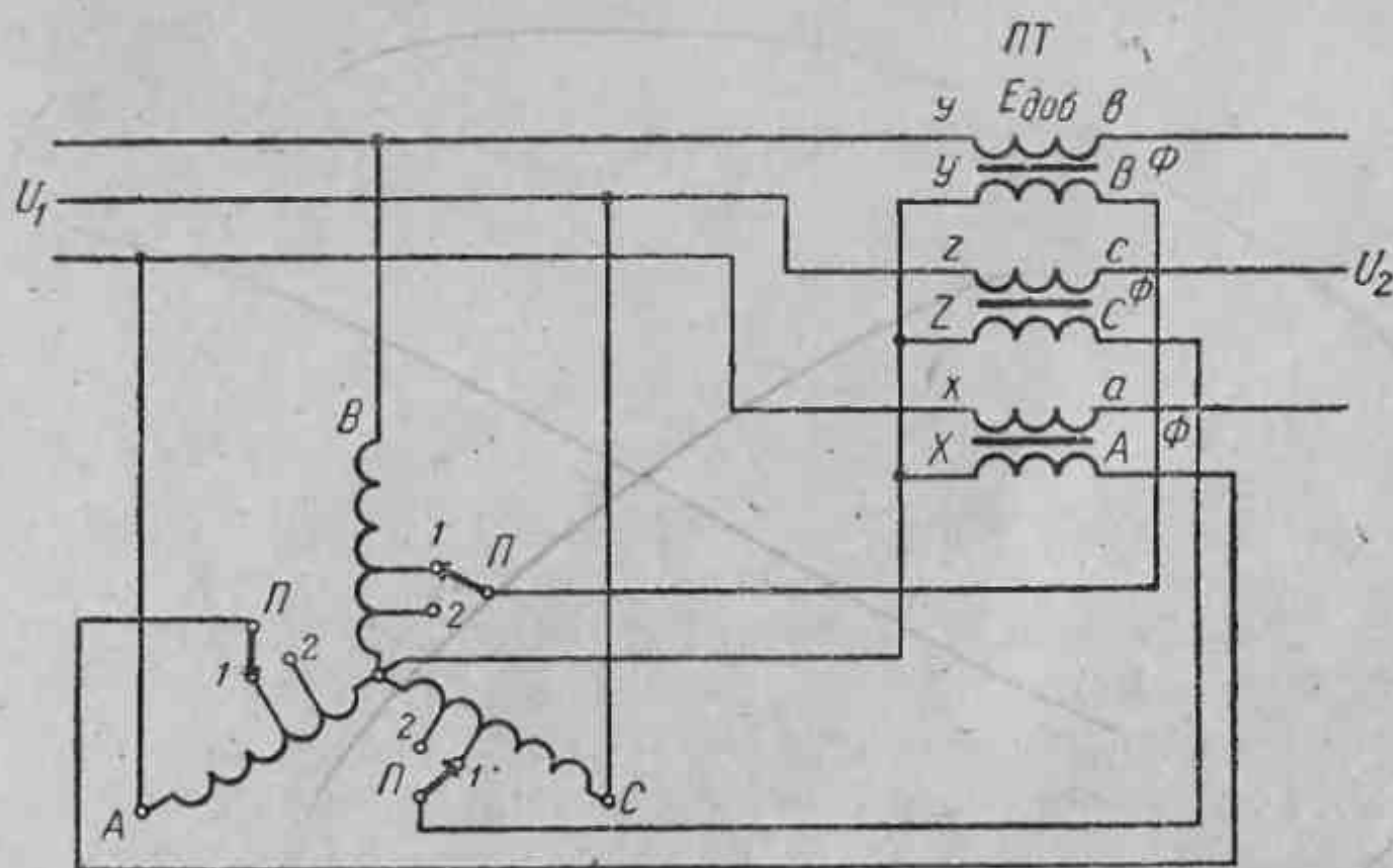 ПТ
У Eдоб в
У В Ф
U₁
z c
U₂
Z С Ф
x a
X A Ф
В
1 П
2
П
1 2
2
П 1
А С